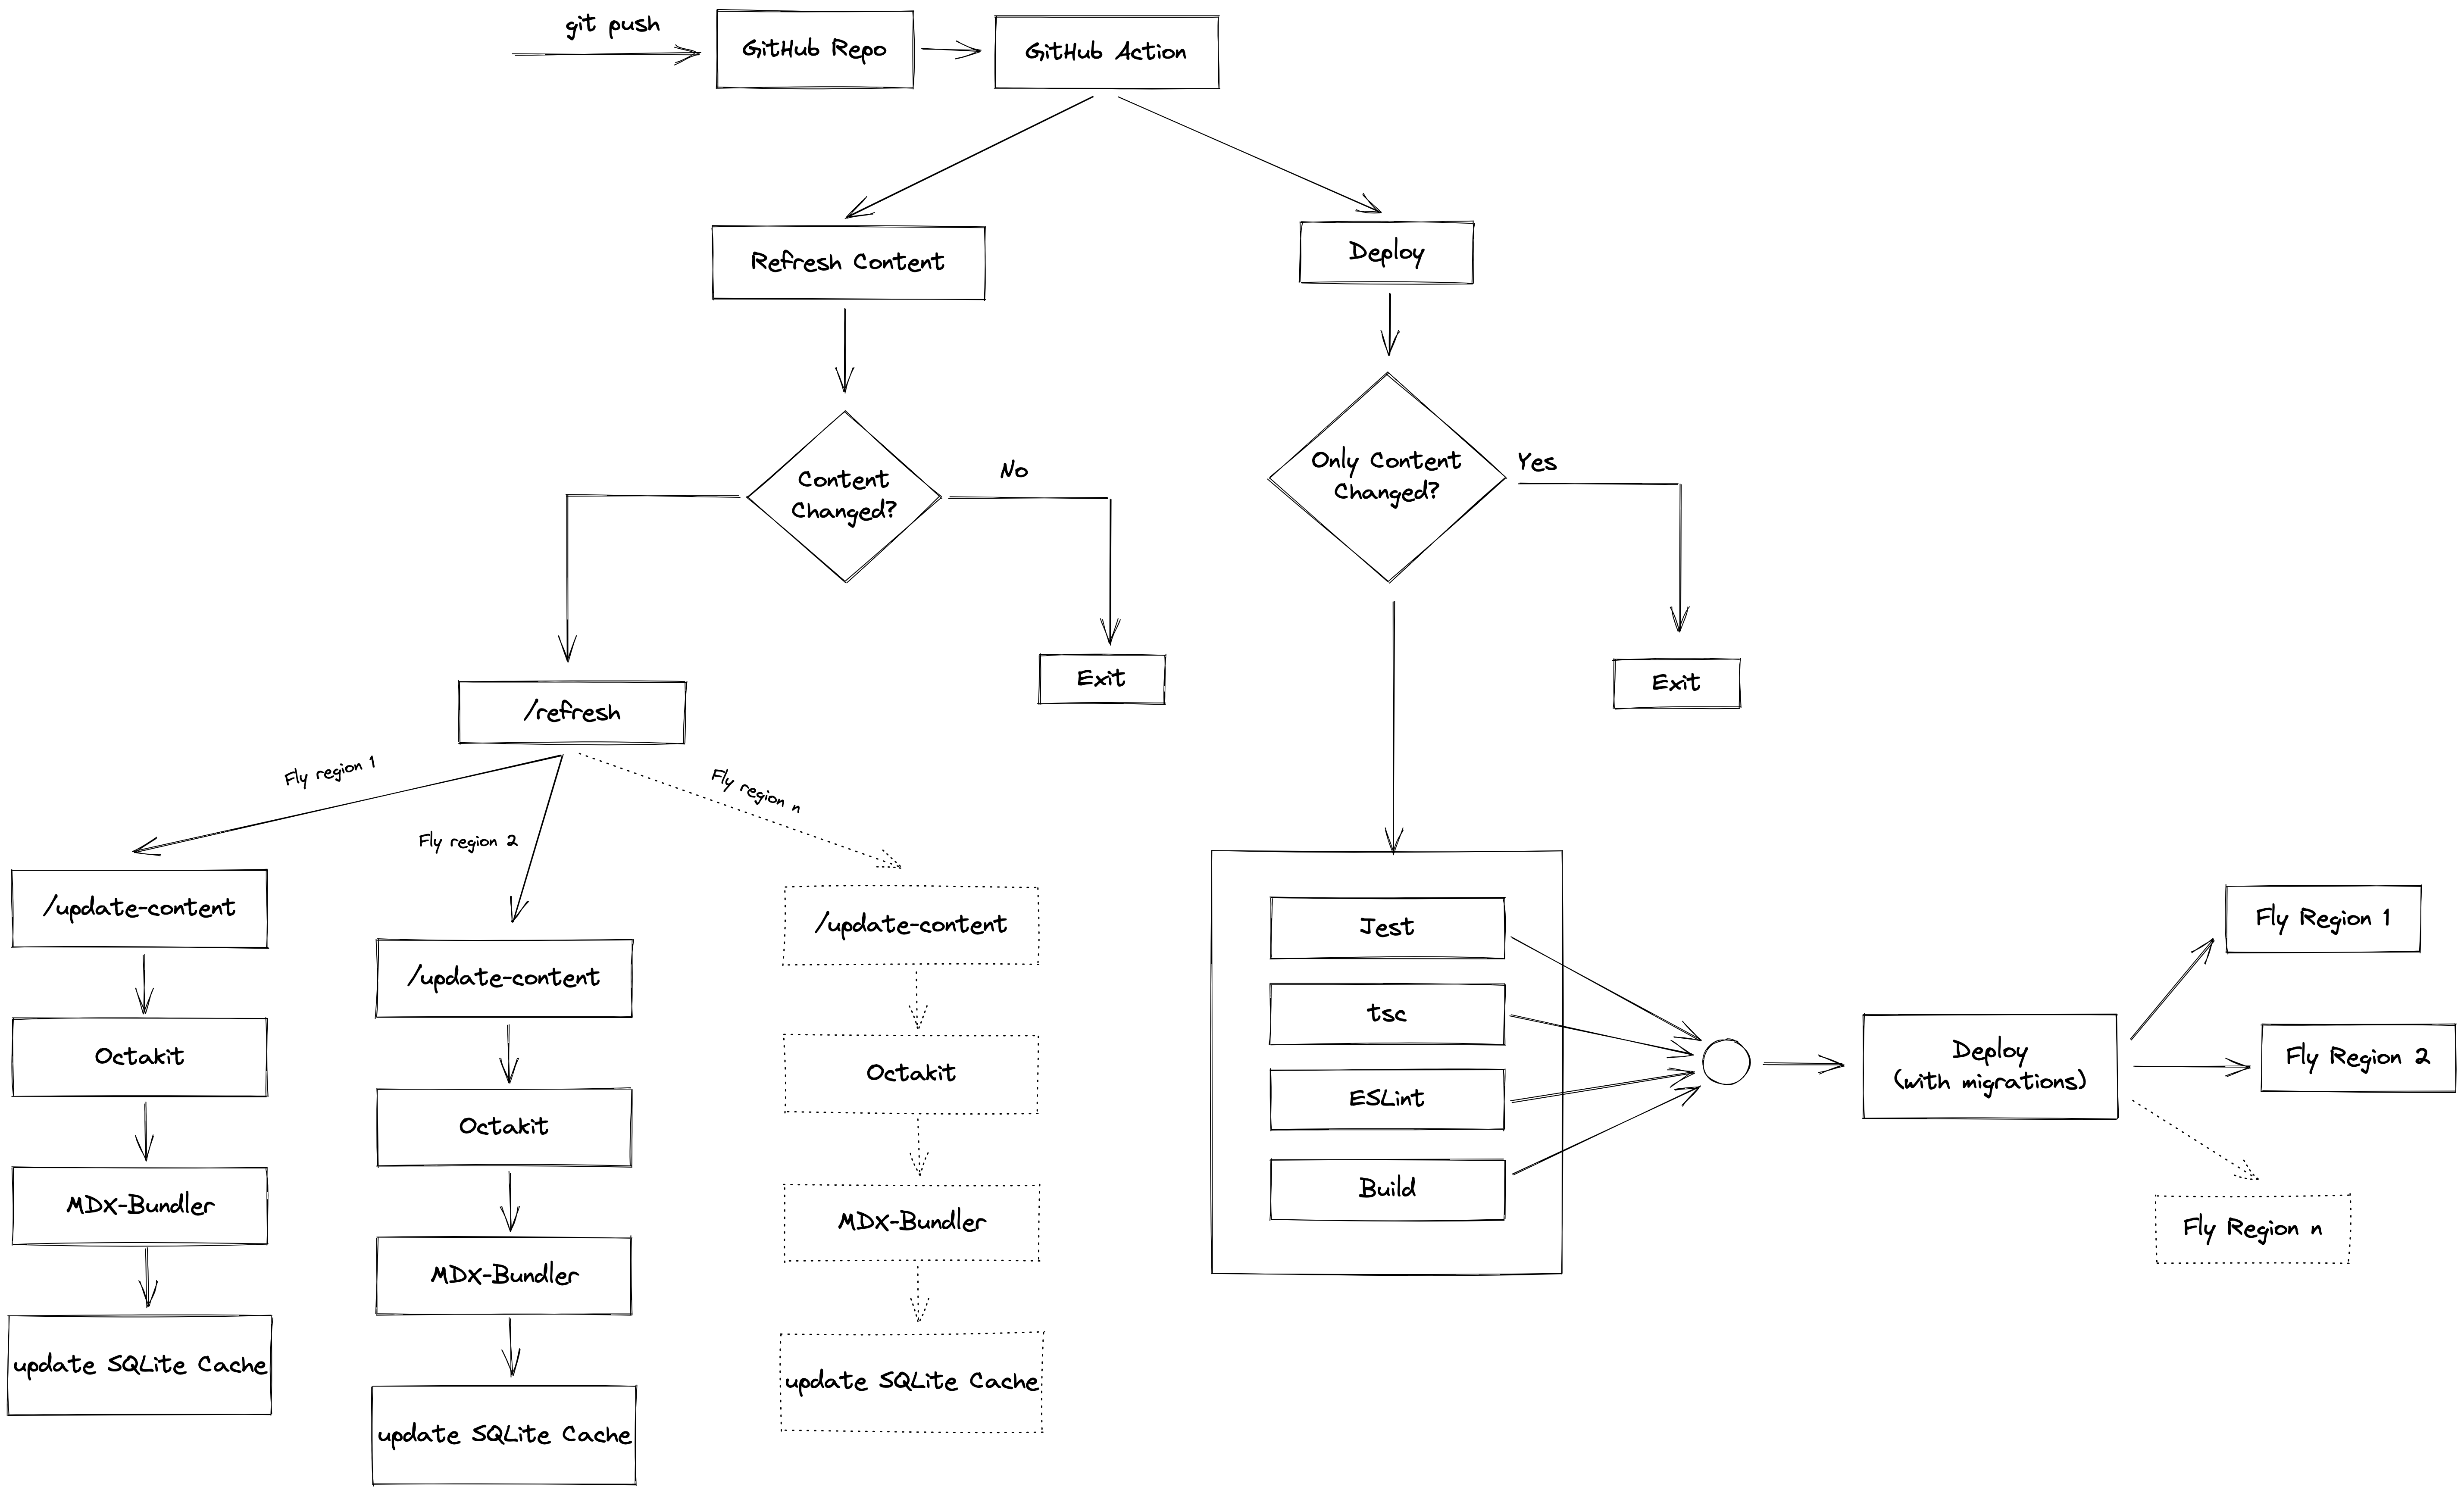 git push
GitHub Repo
GitHub Action
Refresh Content
Deploy
Content
Changed?
No
Only Content
Changed?
Yes
Exit
Exit
/refresh
Fly region 1
Fly region 2
Fly region n
/update-content
Octakit
MDX-Bundler
update SQLite Cache
/update-content
Octakit
MDX-Bundler
update SQLite Cache
/update-content
Octakit
MDX-Bundler
update SQLite Cache
Jest
tsc
ESLint
Build
Deploy
(with migrations)
Fly Region 1
Fly Region 2
Fly Region n